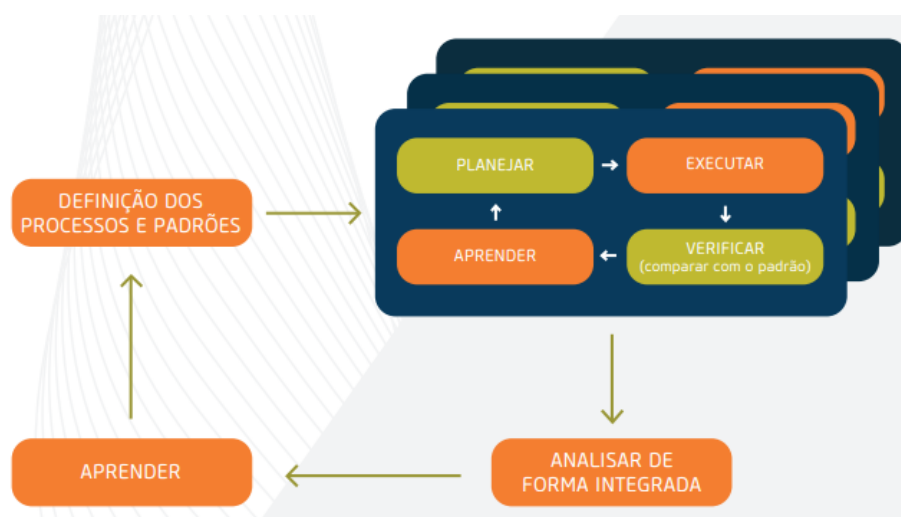 PLANEJAR
EXECUTAR
DEFINIÇÃO DOS
PROCESSOS E PADRÕES
APRENDER
VERIFICAR
(comparar com o padrão)
APRENDER
ANALISAR DE
FORMA INTEGRADA